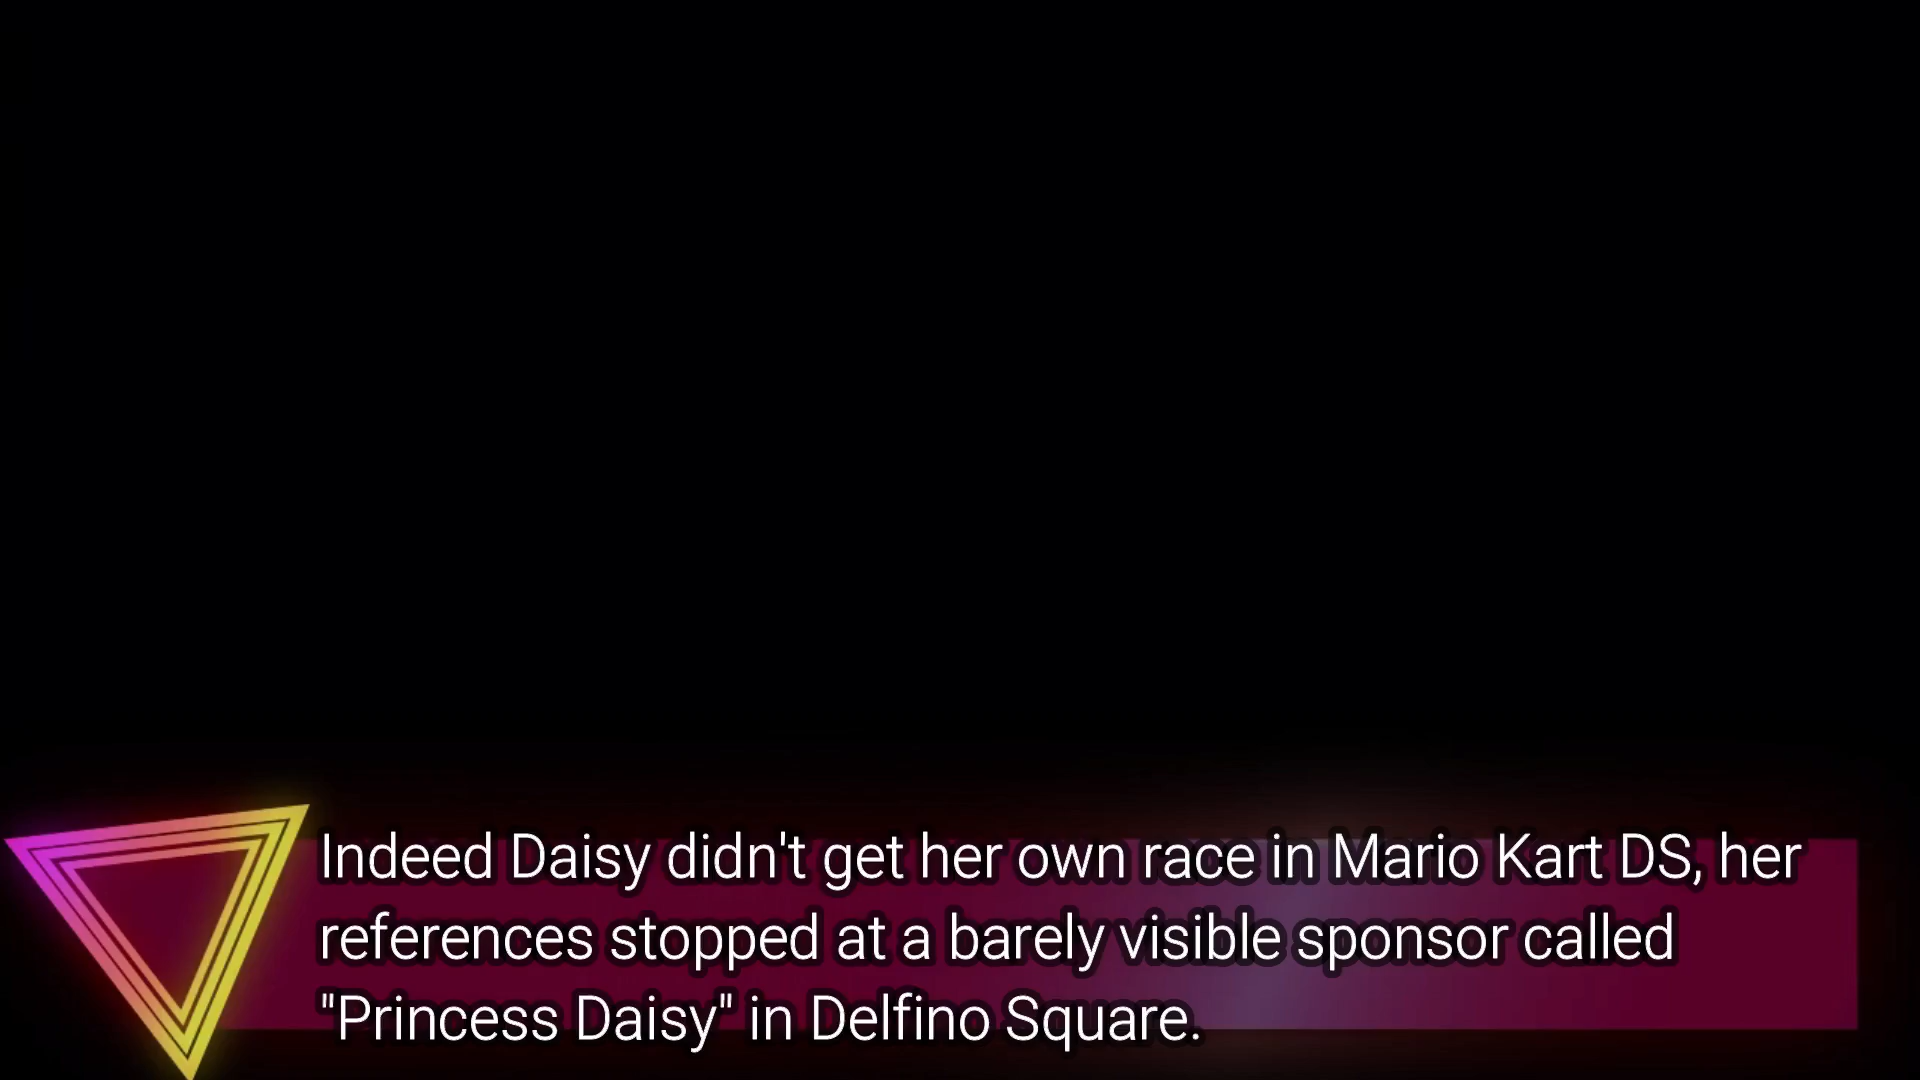 Indeed Daisy didn't get her own race in Mario Kart DS, her
references stopped at a barely visible sponsor called
"Princess Daisy" in Delfino Square.